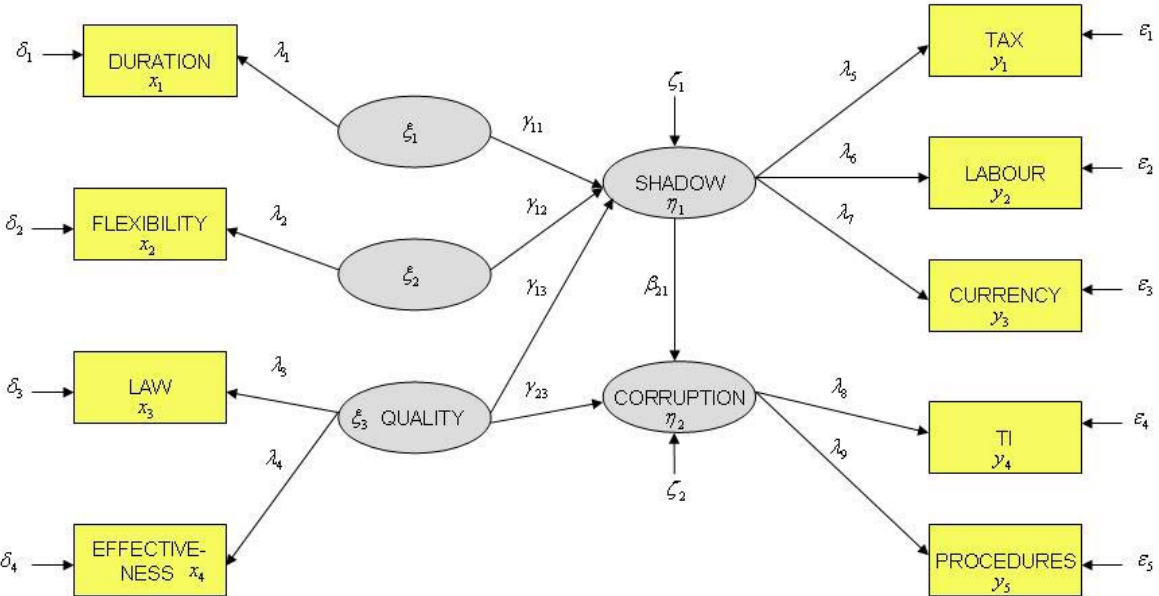 δ₁
DURATION
x₁
λ₁
ξ₁
γ₁₁
ζ₁
λ₅
TAX
y₁
ε₁
δ₂
FLEXIBILITY
x₂
λ₂
ξ₂
γ₁₂
SHADOW
η₁
λ₆
LABOUR
y₂
ε₂
γ₁₃
β₂₁
λ₇
CURRENCY
y₃
ε₃
δ₃
LAW
x₃
λ₃
ξ₃ QUALITY
γ₂₃
CORRUPTION
η₂
λ₈
TI
y₄
ε₄
λ₄
ζ₂
λ₉
δ₄
EFFECTIVE-
NESS x₄
PROCEDURES
y₅
ε₅